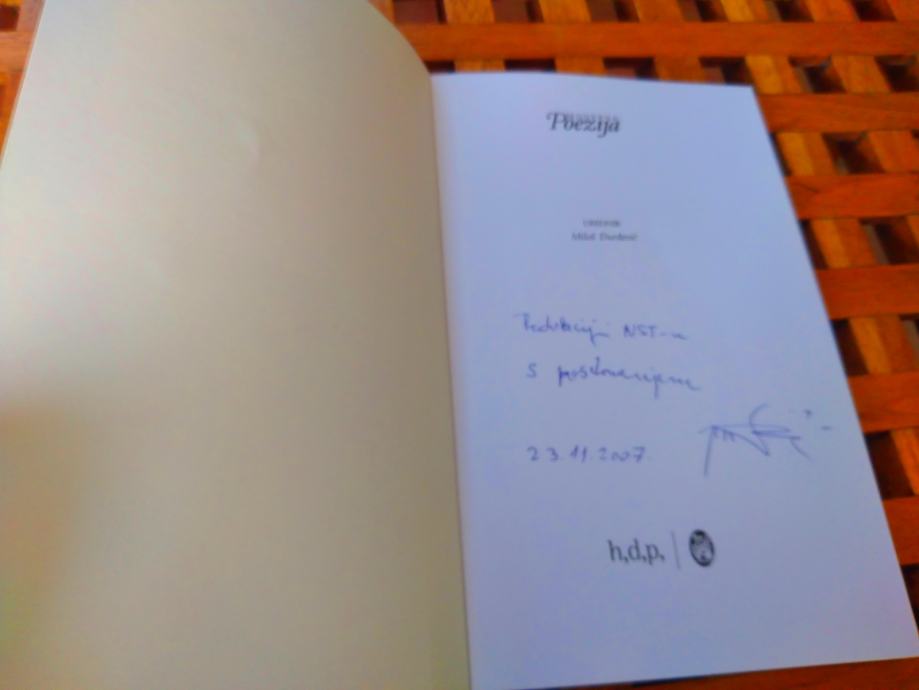 Poezija
UREDNIK
Miloš Đurđević
Redakciji NST-a
s poštovanjem
23.11.2007.
h,d,p,